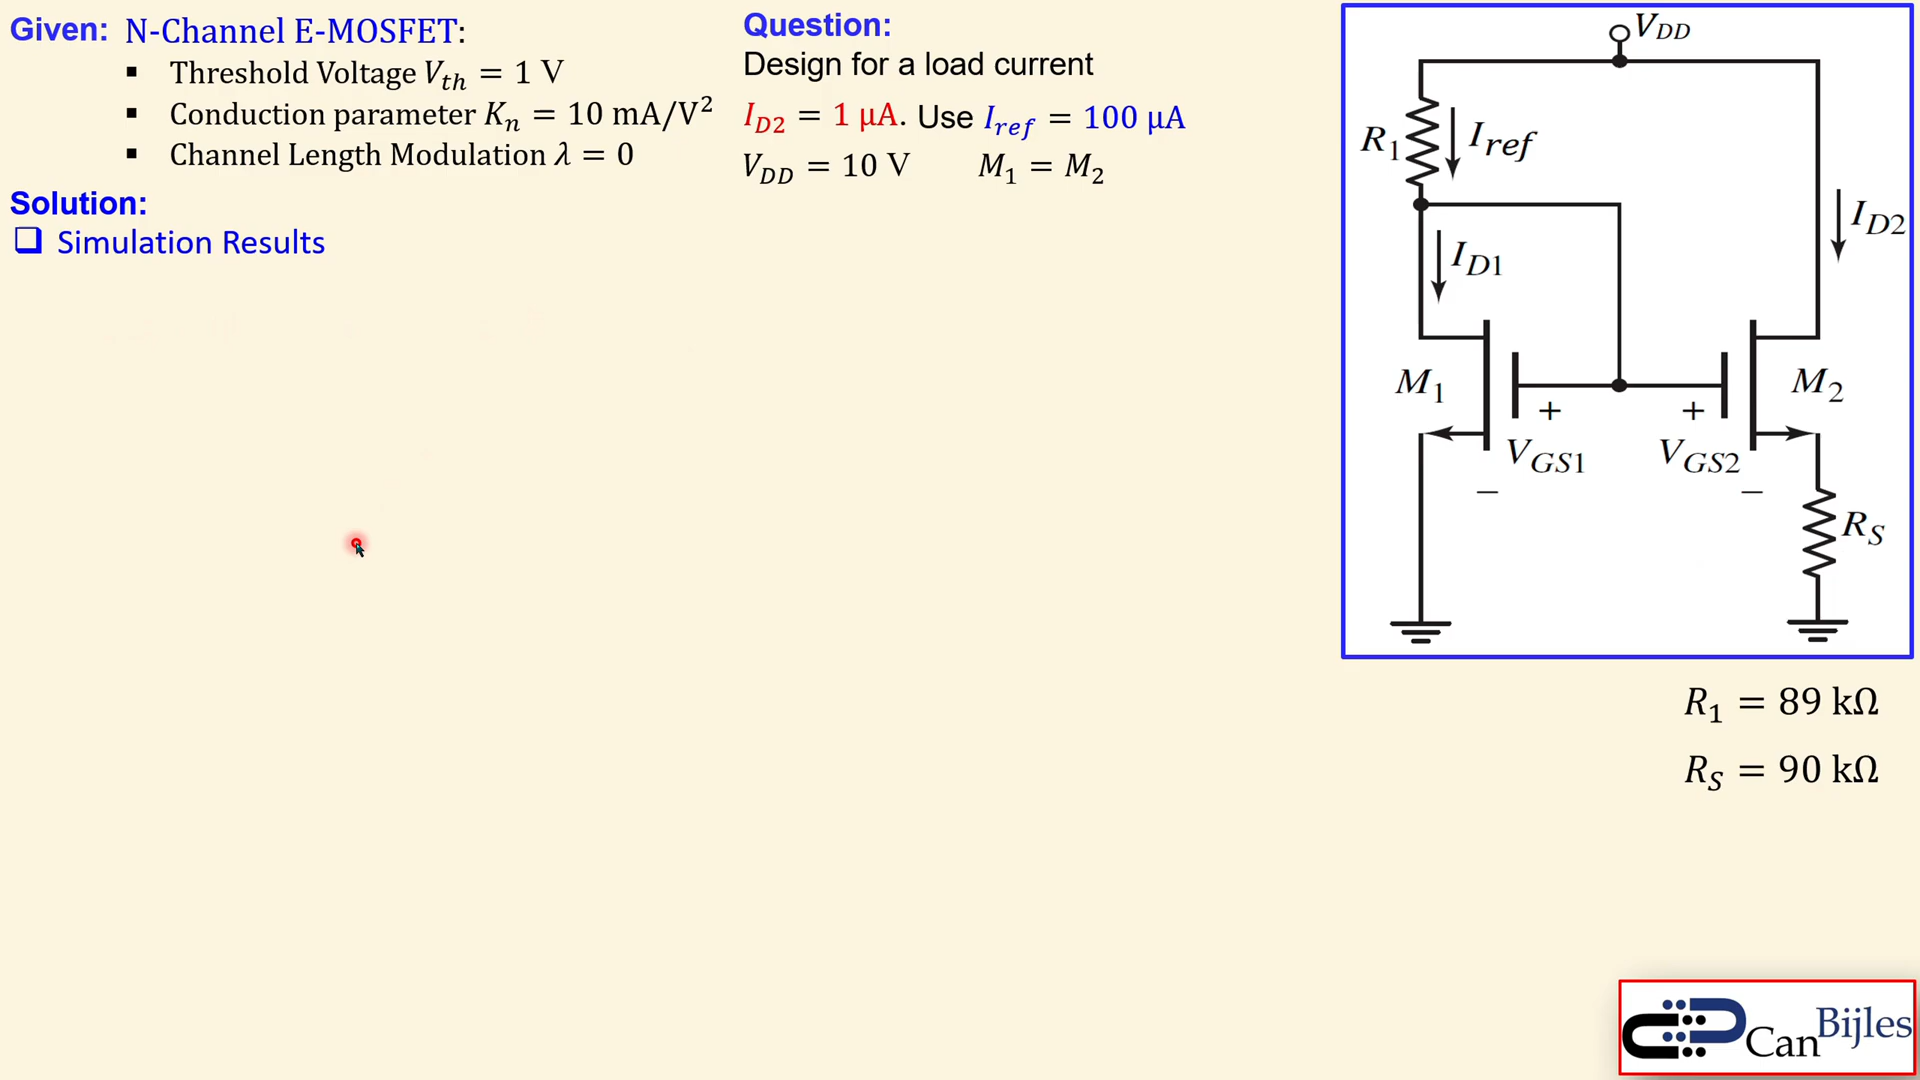 Given: N-Channel E-MOSFET:
▪ Threshold Voltage V_th = 1 V
▪ Conduction parameter K_n = 10 mA/V²
▪ Channel Length Modulation λ = 0
Question:
Design for a load current
I_D2 = 1 μA. Use I_ref = 100 μA
V_DD = 10 V M_1 = M_2
Solution:
❑ Simulation Results
V_DD
R_1
I_ref
I_D1
I_D2
M_1
M_2
+
+
V_GS1
V_GS2
−
−
R_S
R_1 = 89 kΩ
R_S = 90 kΩ
Can Bijles